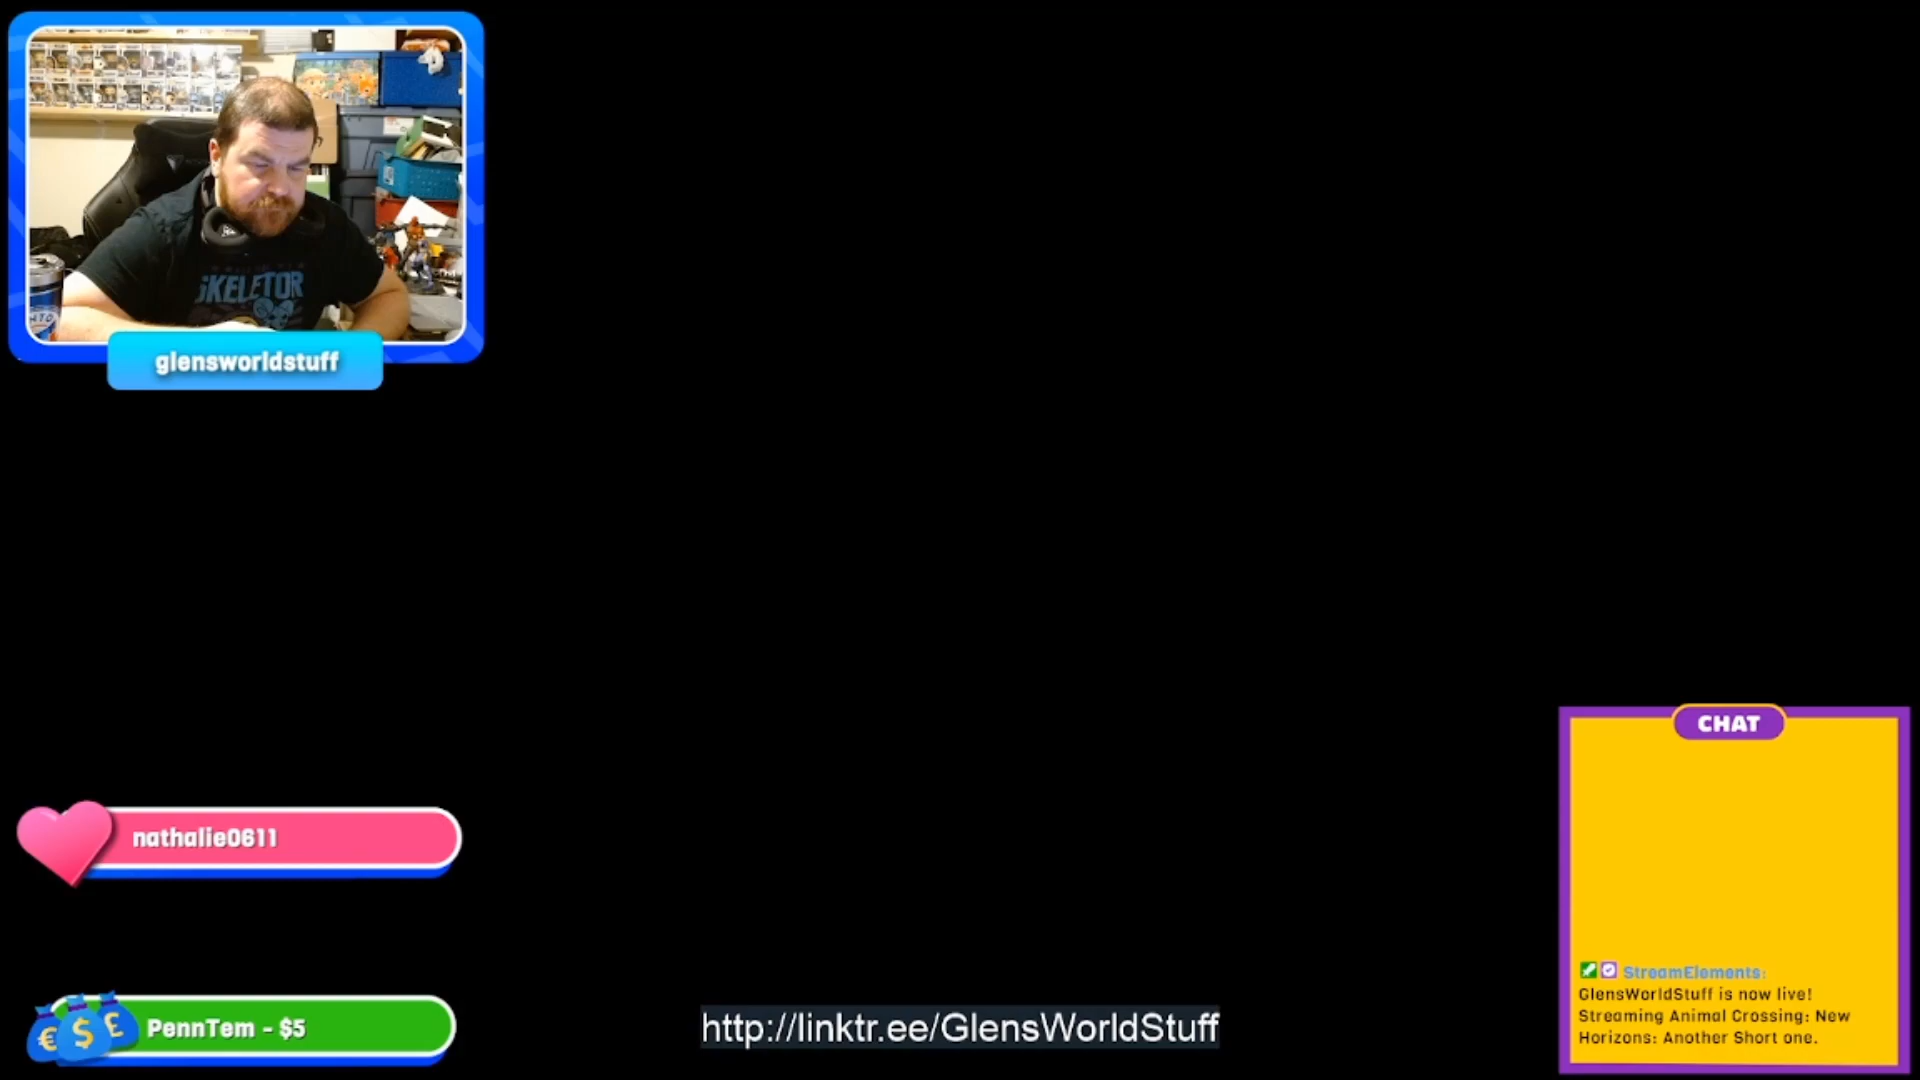 SKELETOR
glensworldstuff
nathalie0611
PennTem - $5
http://linktr.ee/GlensWorldStuff
CHAT
StreamElements:
GlensWorldStuff is now live!
Streaming Animal Crossing: New
Horizons: Another Short one.